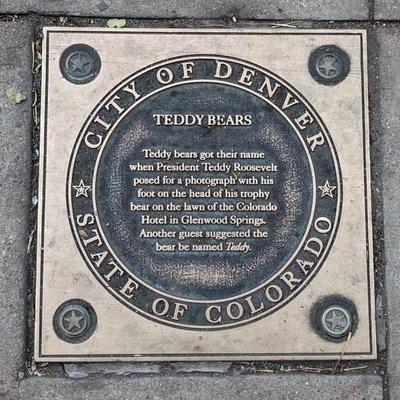 CITY OF DENVER
TEDDY BEARS
Teddy bears got their name
when President Teddy Roosevelt
posed for a photograph with his
foot on the head of his trophy
bear on the lawn of the Colorado
Hotel in Glenwood Springs.
Another guest suggested the
bear be named Teddy.
STATE OF COLORADO